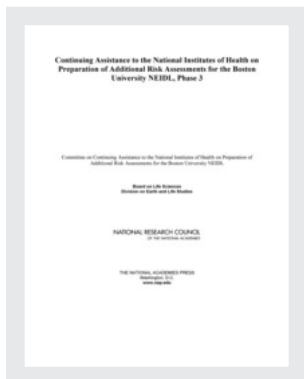 Continuing Assistance to the National Institutes of Health on
Preparation of Additional Risk Assessments for the Boston
University NEIDL, Phase 3
Committee on Continuing Assistance to the National Institutes of Health on Preparation of
Additional Risk Assessments for the Boston University NEIDL
Board on Life Sciences
Division on Earth and Life Studies
NATIONAL RESEARCH COUNCIL
OF THE NATIONAL ACADEMIES
THE NATIONAL ACADEMIES PRESS
Washington, D.C.
www.nap.edu